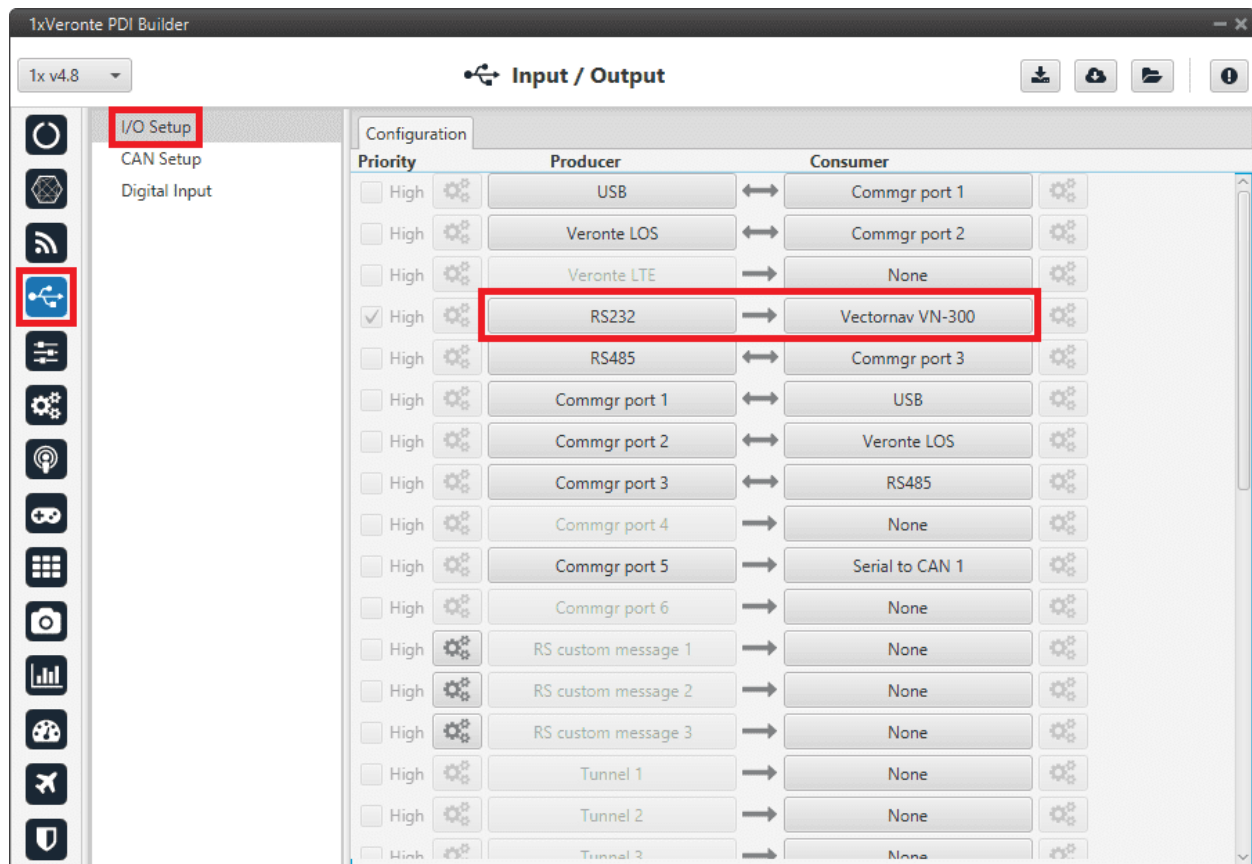 1xVeronte PDI Builder
1x v4.8
Input / Output
I/O Setup
CAN Setup
Digital Input
Configuration
Priority Producer Consumer
High USB Commgr port 1
High Veronte LOS Commgr port 2
High Veronte LTE None
High RS232 Vectornav VN-300
High RS485 Commgr port 3
High Commgr port 1 USB
High Commgr port 2 Veronte LOS
High Commgr port 3 RS485
High Commgr port 4 None
High Commgr port 5 Serial to CAN 1
High Commgr port 6 None
High RS custom message 1 None
High RS custom message 2 None
High RS custom message 3 None
High Tunnel 1 None
High Tunnel 2 None
High Tunnel 3 None